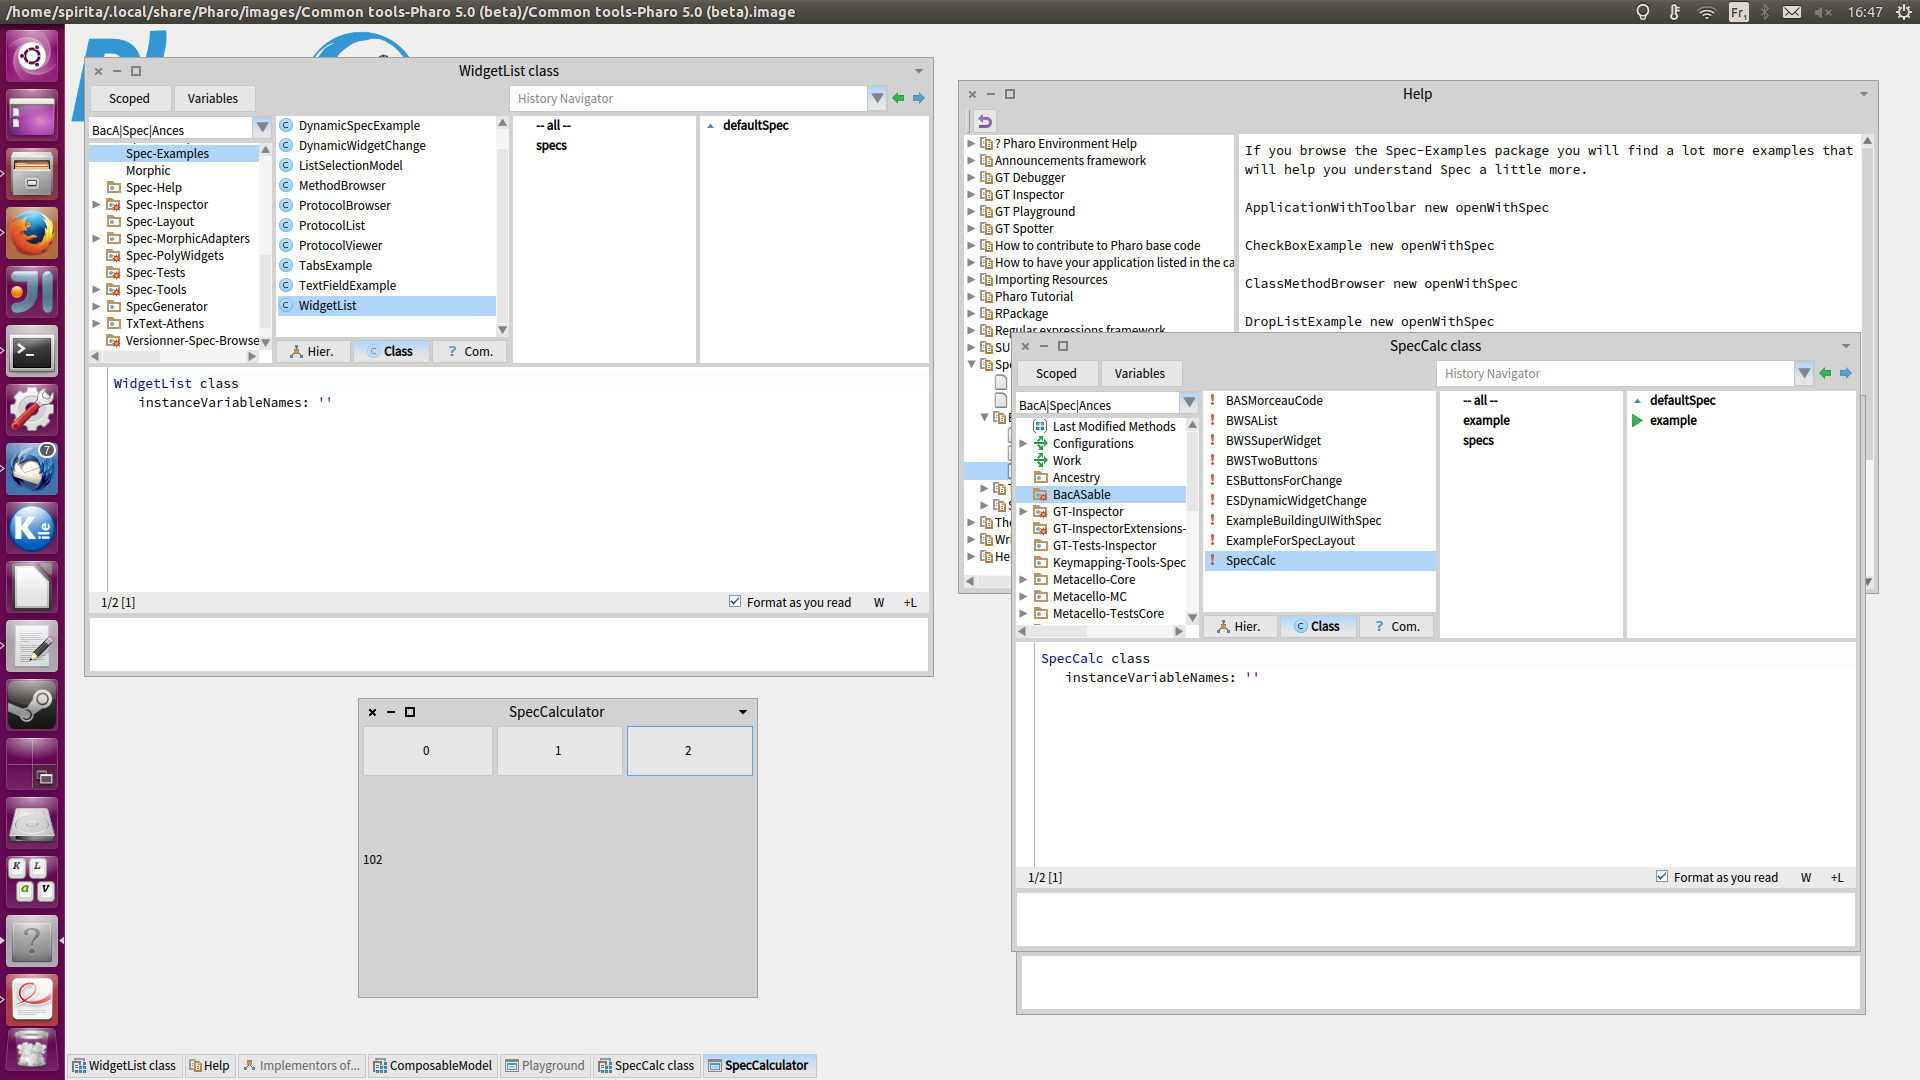 /home/spirita/.local/share/Pharo/images/Common tools-Pharo 5.0 (beta)/Common tools-Pharo 5.0 (beta).image
Fr1
16:47
WidgetList class
Scoped
Variables
History Navigator
BacA|Spec|Ances
Spec-Examples
Morphic
Spec-Help
Spec-Inspector
Spec-Layout
Spec-MorphicAdapters
Spec-PolyWidgets
Spec-Tests
Spec-Tools
SpecGenerator
TxText-Athens
Versionner-Spec-Browse
DynamicSpecExample
DynamicWidgetChange
ListSelectionModel
MethodBrowser
ProtocolBrowser
ProtocolList
ProtocolViewer
TabsExample
TextFieldExample
WidgetList
Hier.
Class
? Com.
-- all --
specs
defaultSpec
WidgetList class
instanceVariableNames: ''
1/2 [1]
Format as you read
W
+L
Help
? Pharo Environment Help
Announcements framework
GT Debugger
GT Inspector
GT Playground
GT Spotter
How to contribute to Pharo base code
How to have your application listed in the ca
Importing Resources
Pharo Tutorial
RPackage
Regular expressions framework
SU
Spe
The
Wri
He
If you browse the Spec-Examples package you will find a lot more examples that
will help you understand Spec a little more.
ApplicationWithToolbar new openWithSpec
CheckBoxExample new openWithSpec
ClassMethodBrowser new openWithSpec
DropListExample new openWithSpec
SpecCalc class
Scoped
Variables
History Navigator
BacA|Spec|Ances
Last Modified Methods
Configurations
Work
Ancestry
BacASable
GT-Inspector
GT-InspectorExtensions-
GT-Tests-Inspector
Keymapping-Tools-Spec
Metacello-Core
Metacello-MC
Metacello-TestsCore
BASMorceauCode
BWSAList
BWSSuperWidget
BWSTwoButtons
ESButtonsForChange
ESDynamicWidgetChange
ExampleBuildingUIWithSpec
ExampleForSpecLayout
SpecCalc
Hier.
Class
? Com.
-- all --
example
specs
defaultSpec
example
SpecCalc class
instanceVariableNames: ''
1/2 [1]
Format as you read
W
+L
SpecCalculator
0
1
2
102
7
K
L
a
v
WidgetList class
Help
Implementors of...
ComposableModel
Playground
SpecCalc class
SpecCalculator